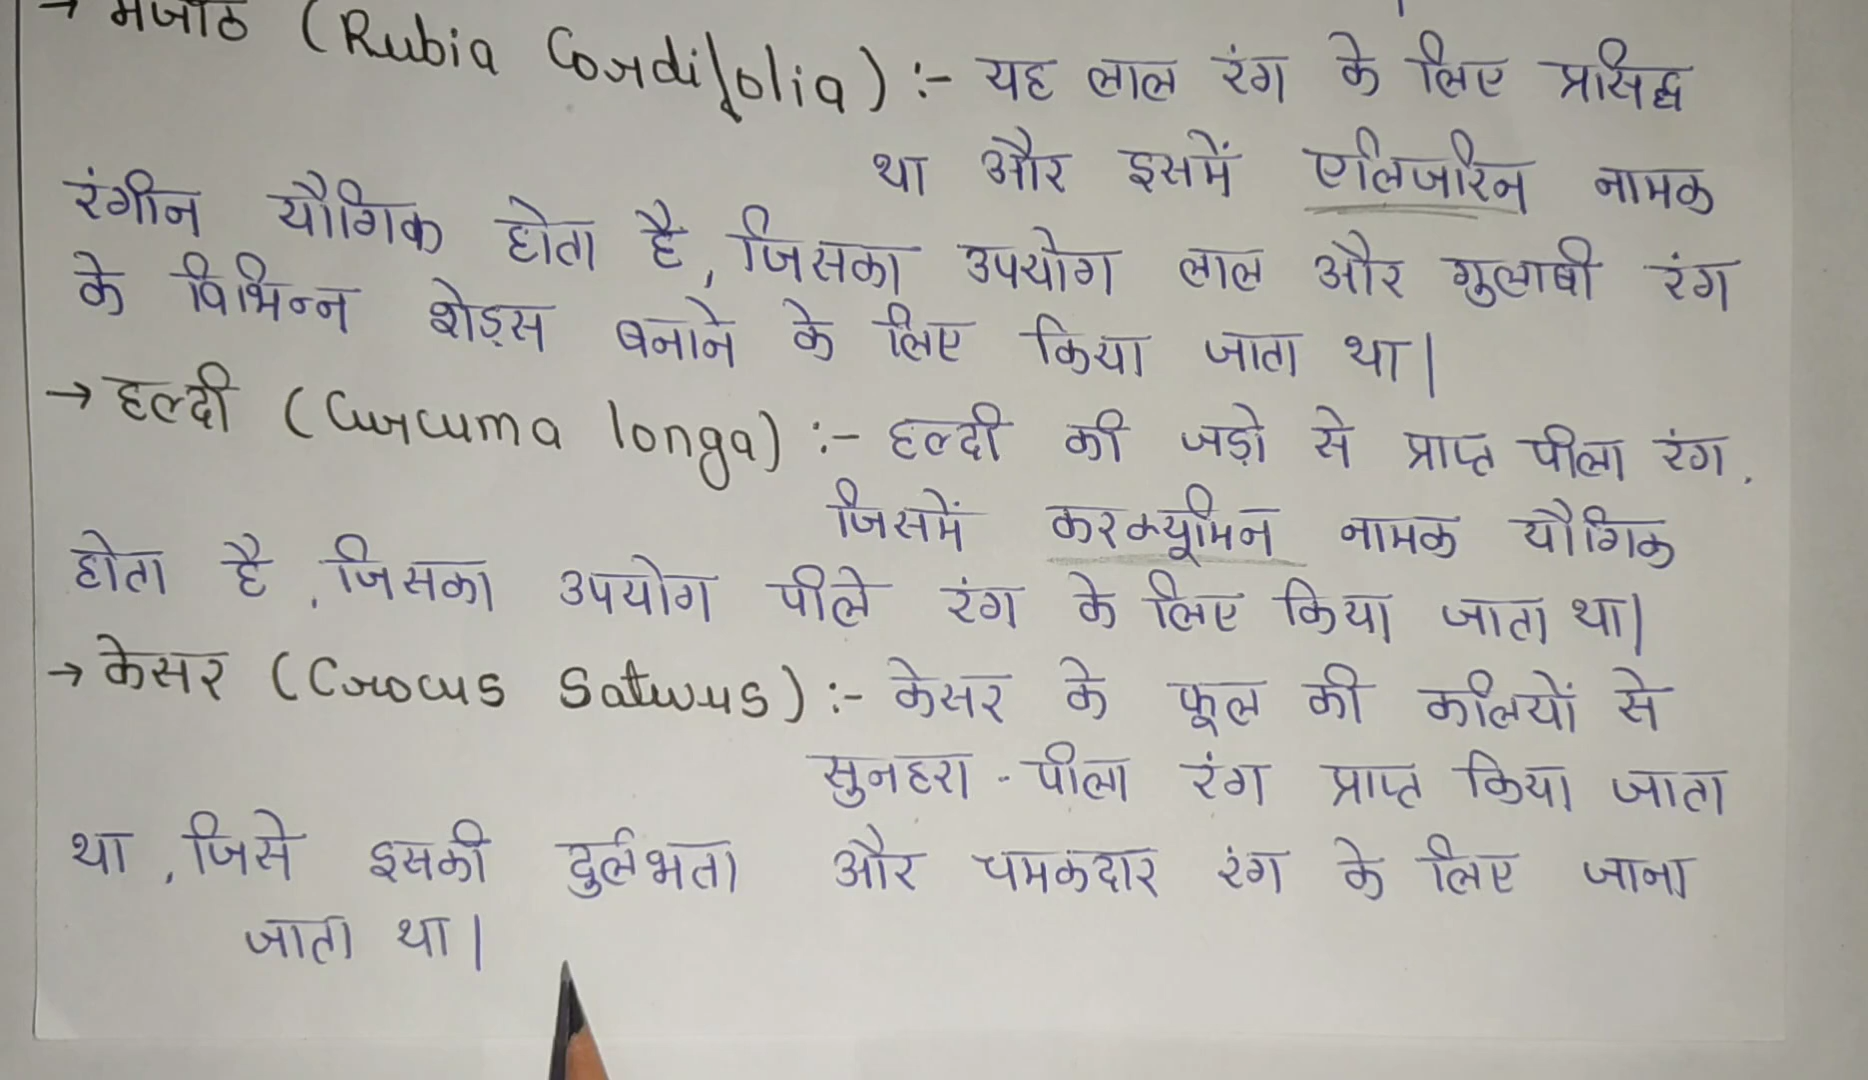 → मजीठ (Rubia Cordifolia) :- यह लाल रंग के लिए प्रसिद्ध
था और इसमें एलिजरिन नामक
रंगीन यौगिक होता है, जिसका उपयोग लाल और गुलाबी रंग
के विभिन्न शेड्स बनाने के लिए किया जाता था।
→ हल्दी (Curcuma longa) :- हल्दी की जड़ो से प्राप्त पीला रंग,
जिसमें करक्यूमिन नामक यौगिक
होता है, जिसका उपयोग पीले रंग के लिए किया जाता था।
→ केसर (Crocus Sativus) :- केसर के फूल की कलियों से
सुनहरा - पीला रंग प्राप्त किया जाता
था, जिसे इसकी दुर्लभता और चमकदार रंग के लिए जाना
जाता था।